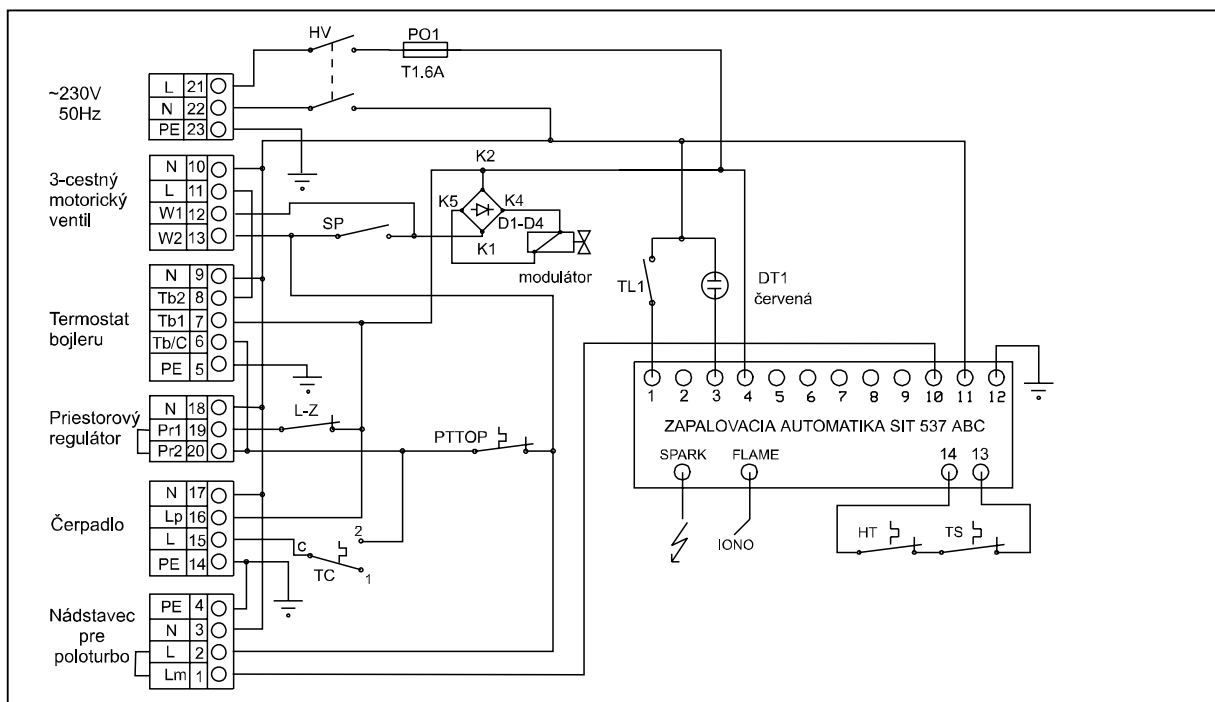 HV
PO1
T1.6A
~230V
50Hz
L 21
N 22
PE 23
3-cestný
motorický
ventil
N 10
L 11
W1 12
W2 13
SP
K2
K5
K4
D1-D4
K1
modulátor
TL1
DT1
červená
Termostat
bojleru
N 9
Tb2 8
Tb1 7
Tb/C 6
PE 5
Priestorový
regulátor
N 18
Pr1 19
Pr2 20
L-Z
PTTOP
1 2 3 4 5 6 7 8 9 10 11 12
ZAPALOVACIA AUTOMATIKA SIT 537 ABC
SPARK
FLAME
14 13
IONO
HT
TS
Čerpadlo
N 17
Lp 16
L 15
PE 14
C
2
TC
1
Nádstavec
pre
poloturbo
PE 4
N 3
L 2
Lm 1